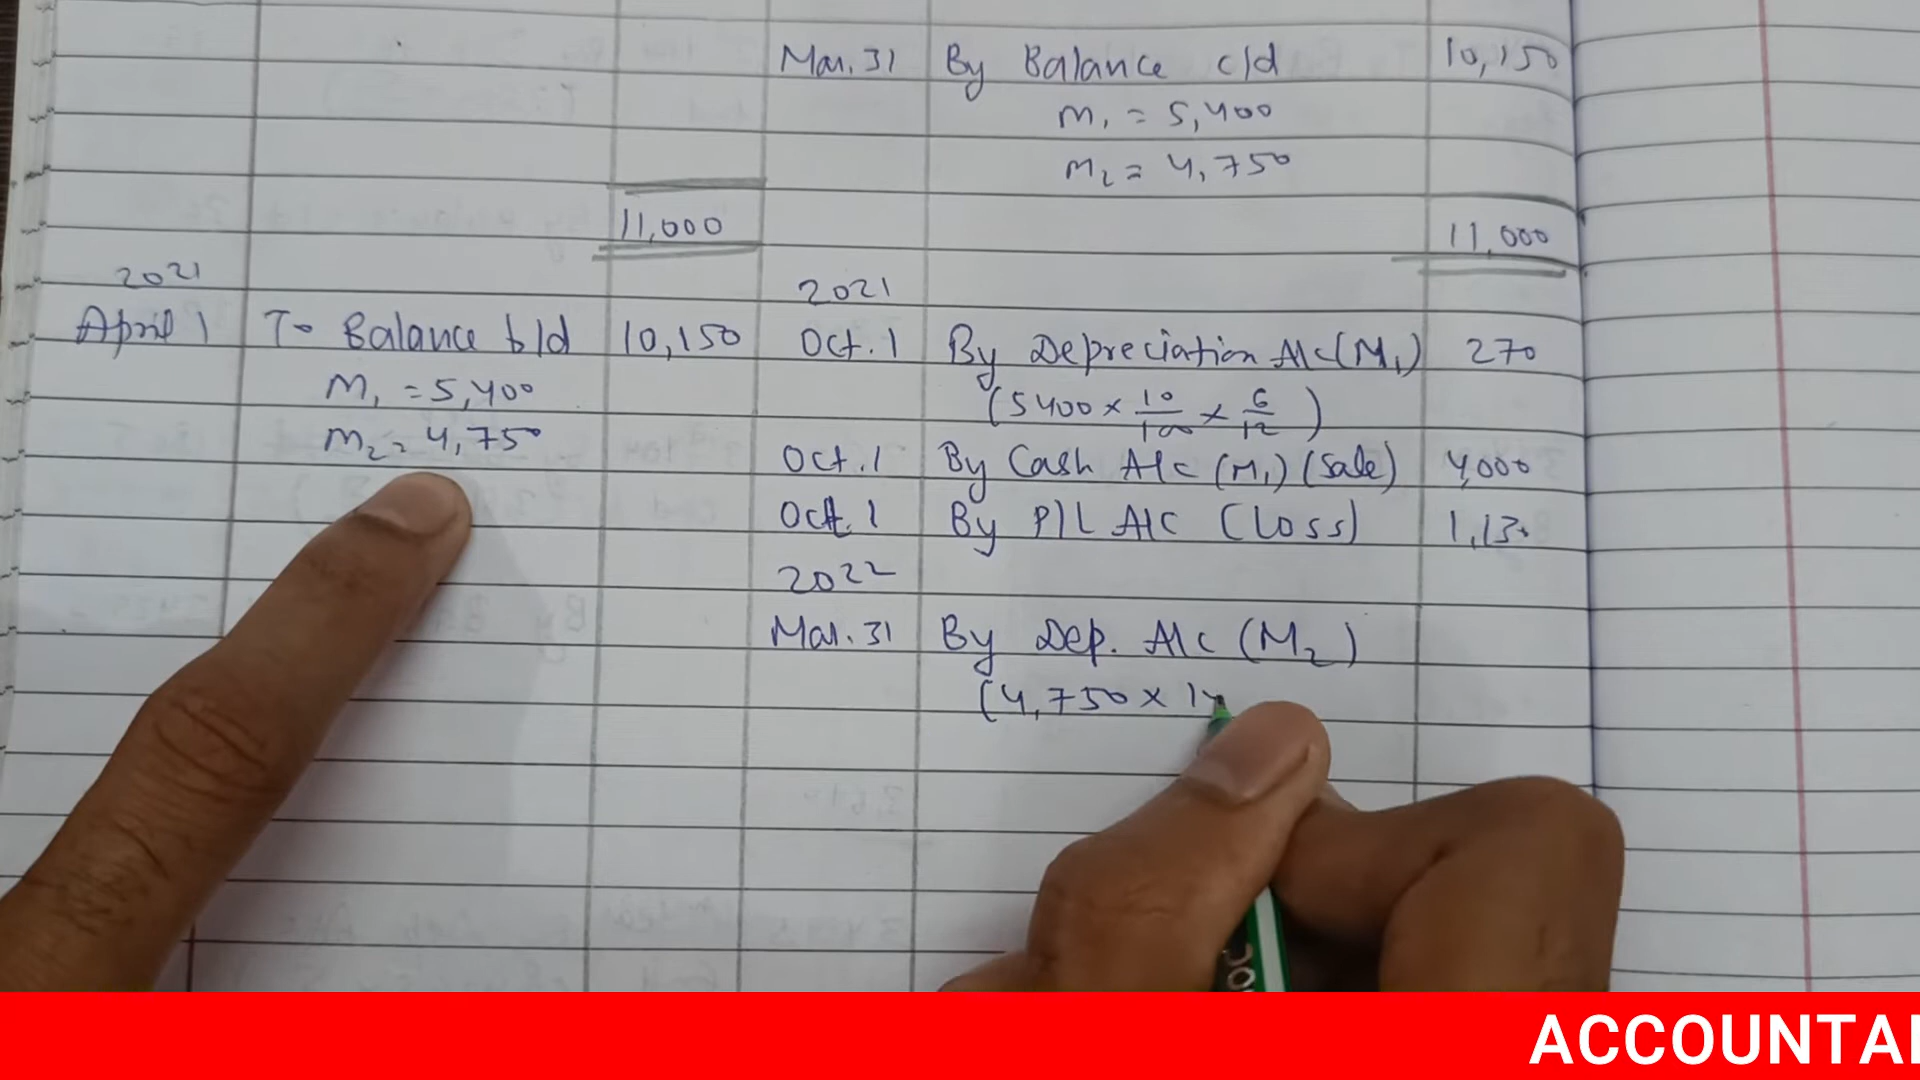 Mar. 31 By Balance c/d 10,150
M₁ = 5,400
M₂ = 4,750
11,000 11,000
2021 2021
April 1 To Balance b/d 10,150 Oct. 1 By Depreciation A/c (M₁) 270
M₁ = 5,400 (5400 × 10/100 × 6/12)
M₂ = 4,750 Oct. 1 By Cash A/c (M₁) (Sale) 4,000
Oct. 1 By P/L A/C (Loss) 1,130
2022
Mar. 31 By Dep. A/c (M₂)
(4,750 ×
ACCOUNTA